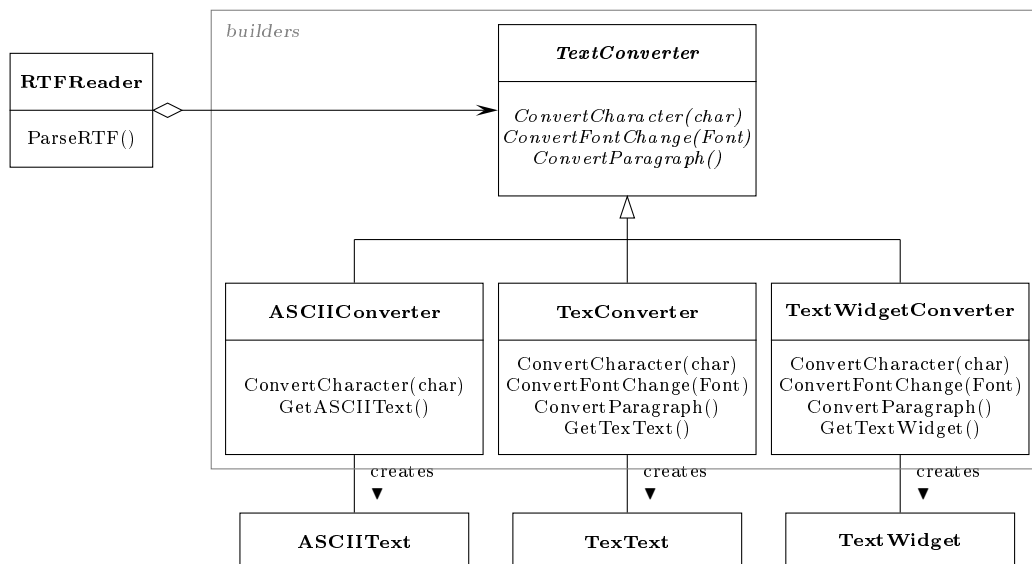 builders
RTFReader
ParseRTF()
TextConverter
ConvertCharacter(char)
ConvertFontChange(Font)
ConvertParagraph()
ASCIIConverter
ConvertCharacter(char)
GetASCIIText()
TexConverter
ConvertCharacter(char)
ConvertFontChange(Font)
ConvertParagraph()
GetTexText()
TextWidgetConverter
ConvertCharacter(char)
ConvertFontChange(Font)
ConvertParagraph()
GetTextWidget()
creates
creates
creates
ASCIIText
TexText
TextWidget